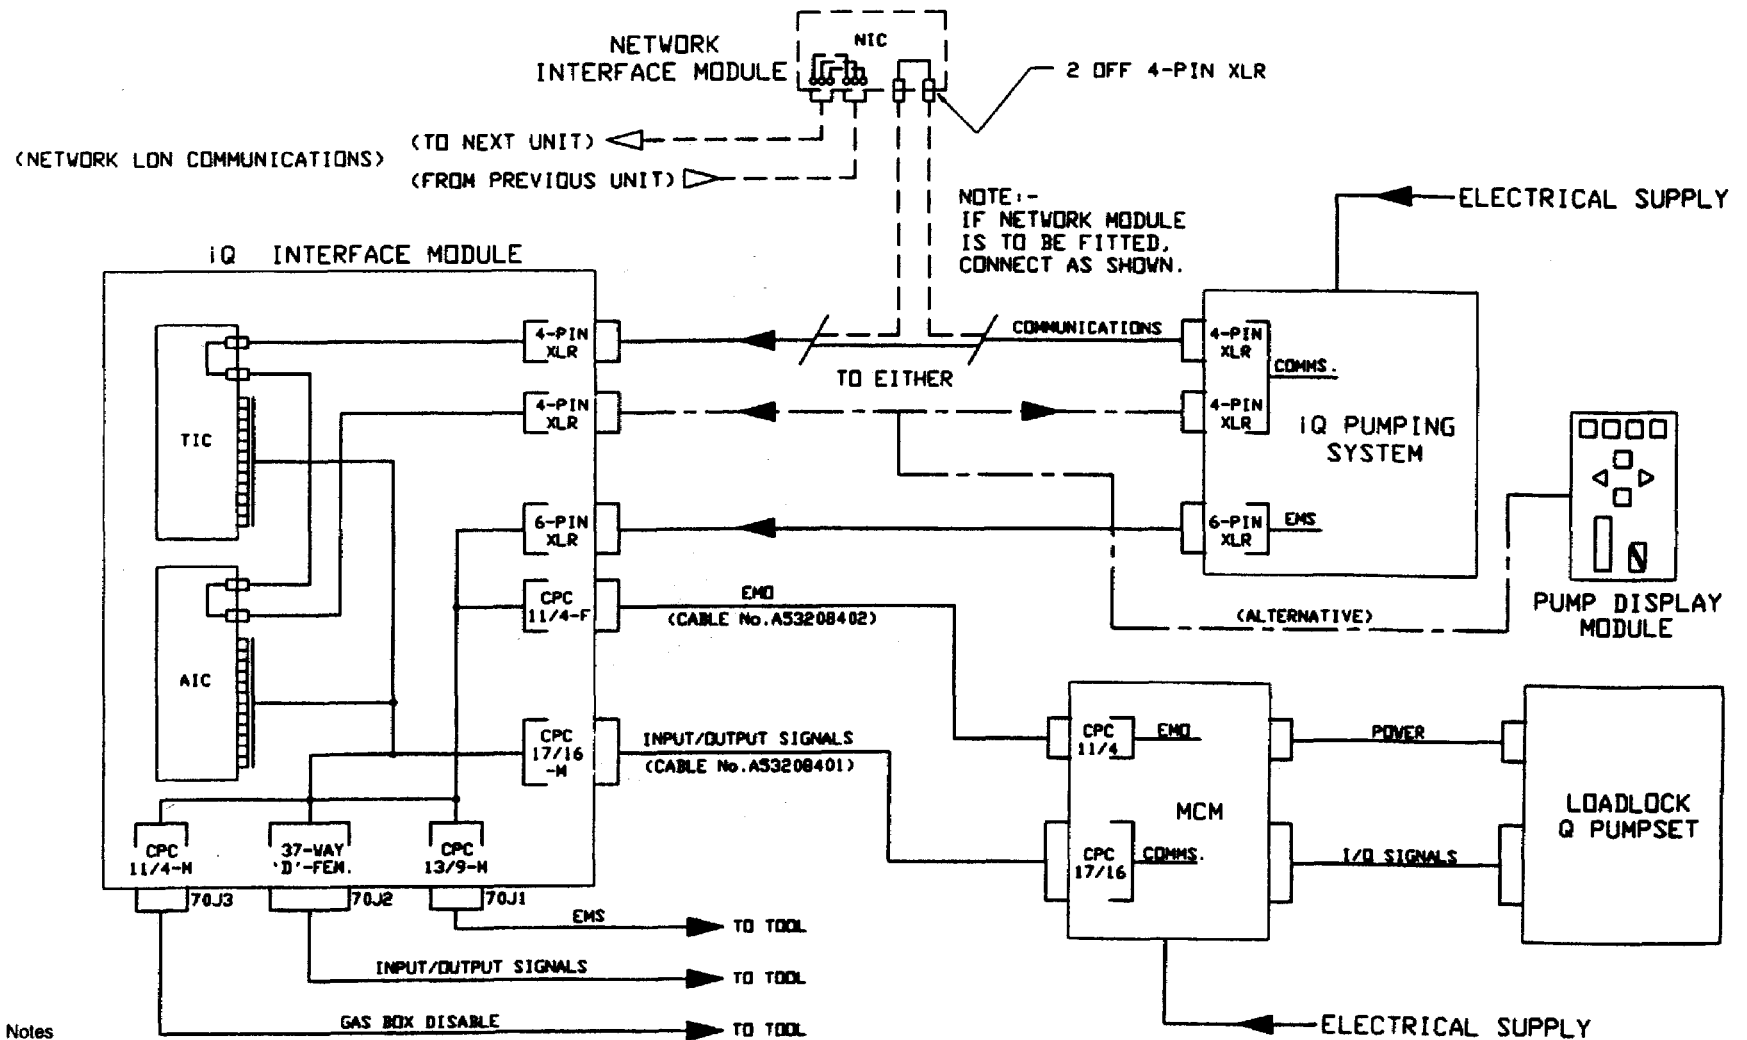 NETWORK
INTERFACE MODULE
NIC
2 OFF 4-PIN XLR
(NETWORK LON COMMUNICATIONS)
(TO NEXT UNIT)
(FROM PREVIOUS UNIT)
NOTE:-
IF NETWORK MODULE
IS TO BE FITTED,
CONNECT AS SHOWN.
ELECTRICAL SUPPLY
iQ INTERFACE MODULE
TIC
AIC
4-PIN
XLR
4-PIN
XLR
6-PIN
XLR
CPC
11/4-F
CPC
17/16
-M
COMMUNICATIONS
TO EITHER
4-PIN
XLR
COMMS.
4-PIN
XLR
iQ PUMPING
SYSTEM
6-PIN
XLR
EMS
EMO
(CABLE No.A53208402)
(ALTERNATIVE)
PUMP DISPLAY
MODULE
INPUT/OUTPUT SIGNALS
(CABLE No.A53208401)
CPC
11/4
EMO
MCM
CPC
17/16
COMMS.
POWER
I/O SIGNALS
LOADLOCK
Q PUMPSET
CPC
11/4-M
37-WAY
'D'-FEM.
CPC
13/9-M
70J3
70J2
70J1
EMS
TO TOOL
INPUT/OUTPUT SIGNALS
TO TOOL
GAS BOX DISABLE
TO TOOL
ELECTRICAL SUPPLY
Notes